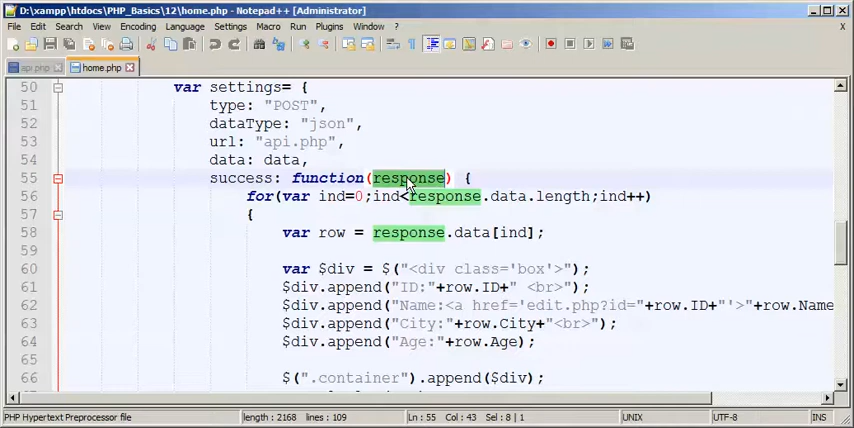 D:\xampp\htdocs\PHP_Basics\12\home.php - Notepad++ [Administrator]
File Edit Search View Encoding Language Settings Macro Run Plugins Window ? X
api.php home.php
50 var settings= {
51 type: "POST",
52 dataType: "json",
53 url: "api.php",
54 data: data,
55 success: function(response) {
56 for(var ind=0;ind<response.data.length;ind++)
57 {
58 var row = response.data[ind];
59
60 var $div = $("<div class='box'>");
61 $div.append("ID:"+row.ID+" <br>");
62 $div.append("Name:<a href='edit.php?id="+row.ID+"'>"+row.Name
63 $div.append("City:"+row.City+"<br>");
64 $div.append("Age:"+row.Age);
65
66 $(".container").append($div);
PHP Hypertext Preprocessor file length : 2168 lines : 109 Ln : 55 Col : 43 Sel : 8 | 1 UNIX UTF-8 INS